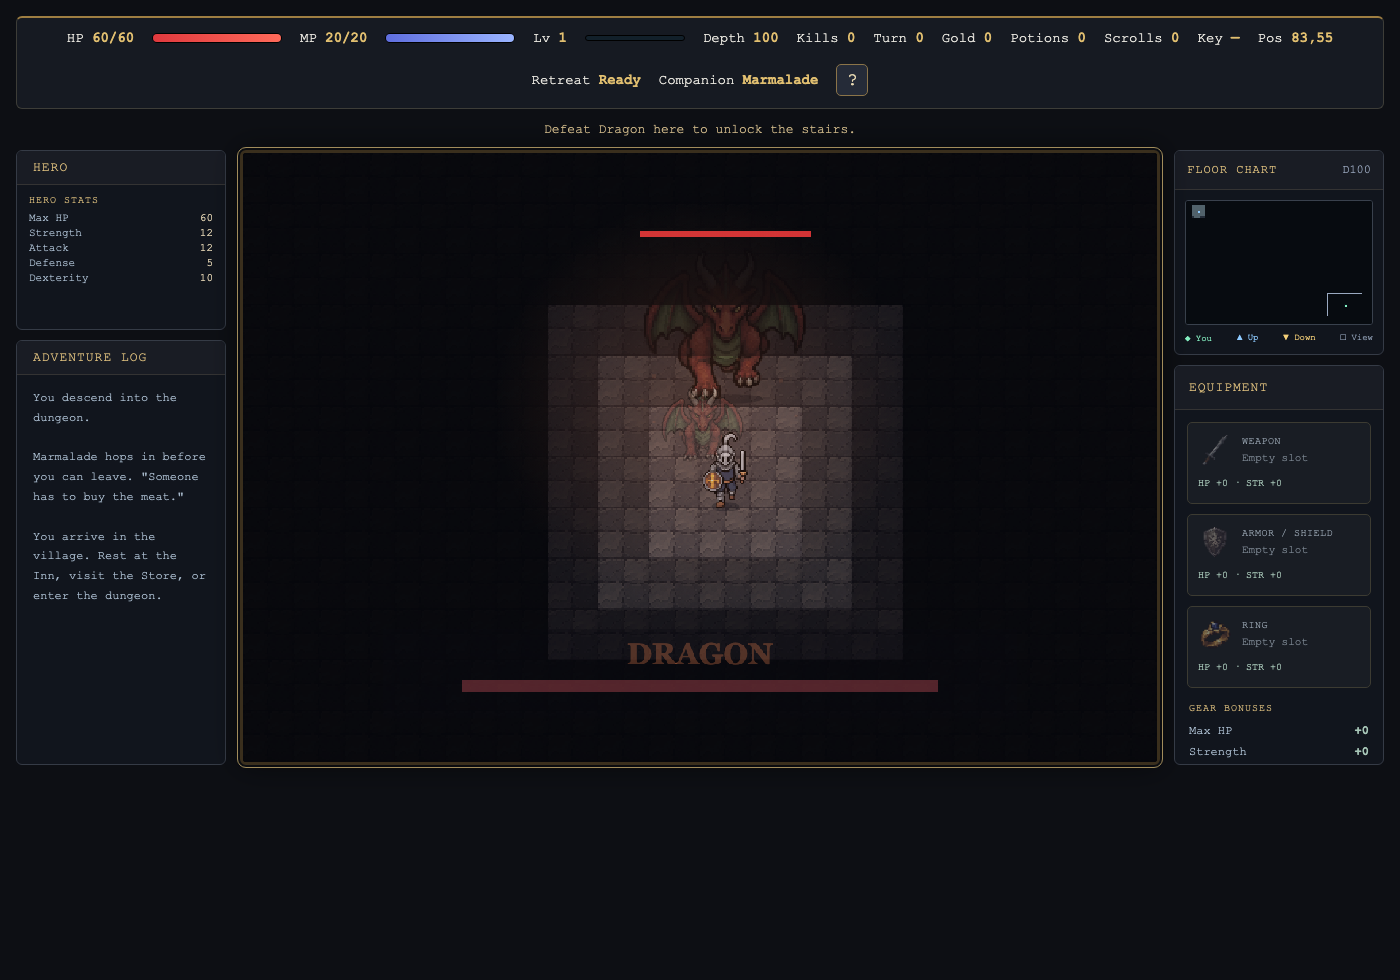 HP 60/60 MP 20/20 Lv 1 Depth 100 Kills 0 Turn 0 Gold 0 Potions 0 Scrolls 0 Key — Pos 83,55
Retreat Ready Companion Marmalade ?
Defeat Dragon here to unlock the stairs.
HERO
HERO STATS
Max HP 60
Strength 12
Attack 12
Defense 5
Dexterity 10
ADVENTURE LOG
You descend into the
dungeon.
Marmalade hops in before
you can leave. "Someone
has to buy the meat."
You arrive in the
village. Rest at the
Inn, visit the Store, or
enter the dungeon.
DRAGON
FLOOR CHART D100
◆ You ▲ Up ▼ Down □ View
EQUIPMENT
WEAPON
Empty slot
HP +0 · STR +0
ARMOR / SHIELD
Empty slot
HP +0 · STR +0
RING
Empty slot
HP +0 · STR +0
GEAR BONUSES
Max HP +0
Strength +0